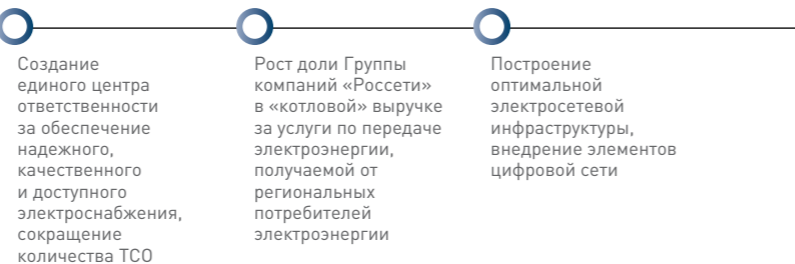 Создание
единого центра
ответственности
за обеспечение
надежного,
качественного
и доступного
электроснабжения,
сокращение
количества ТСО
Рост доли Группы
компаний «Россети»
в «котловой» выручке
за услуги по передаче
электроэнергии,
получаемой от
региональных
потребителей
электроэнергии
Построение
оптимальной
электросетевой
инфраструктуры,
внедрение элементов
цифровой сети